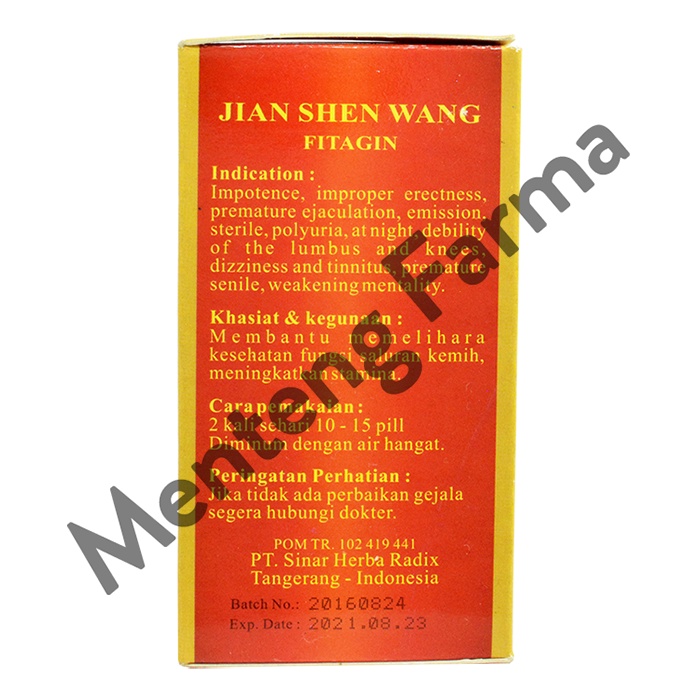 JIAN SHEN WANG
FITAGIN
Indication :
Impotence, improper erectness,
premature ejaculation, emission,
sterile, polyuria, at night, debility
of the lumbus and knees,
dizziness and tinnitus, premature
senile, weakening mentality.
Khasiat & kegunaan :
Membantu memelihara
kesehatan fungsi saluran kemih,
meningkatkan stamina.
Cara pemakaian :
2 kali sehari 10 - 15 pill
Diminum dengan air hangat.
Peringatan Perhatian :
Jika tidak ada perbaikan gejala
segera hubungi dokter.
POM TR. 102 419 441
PT. Sinar Herba Radix
Tangerang - Indonesia
Batch No.: 20160824
Exp. Date : 2021.08.23
Menteng Farma